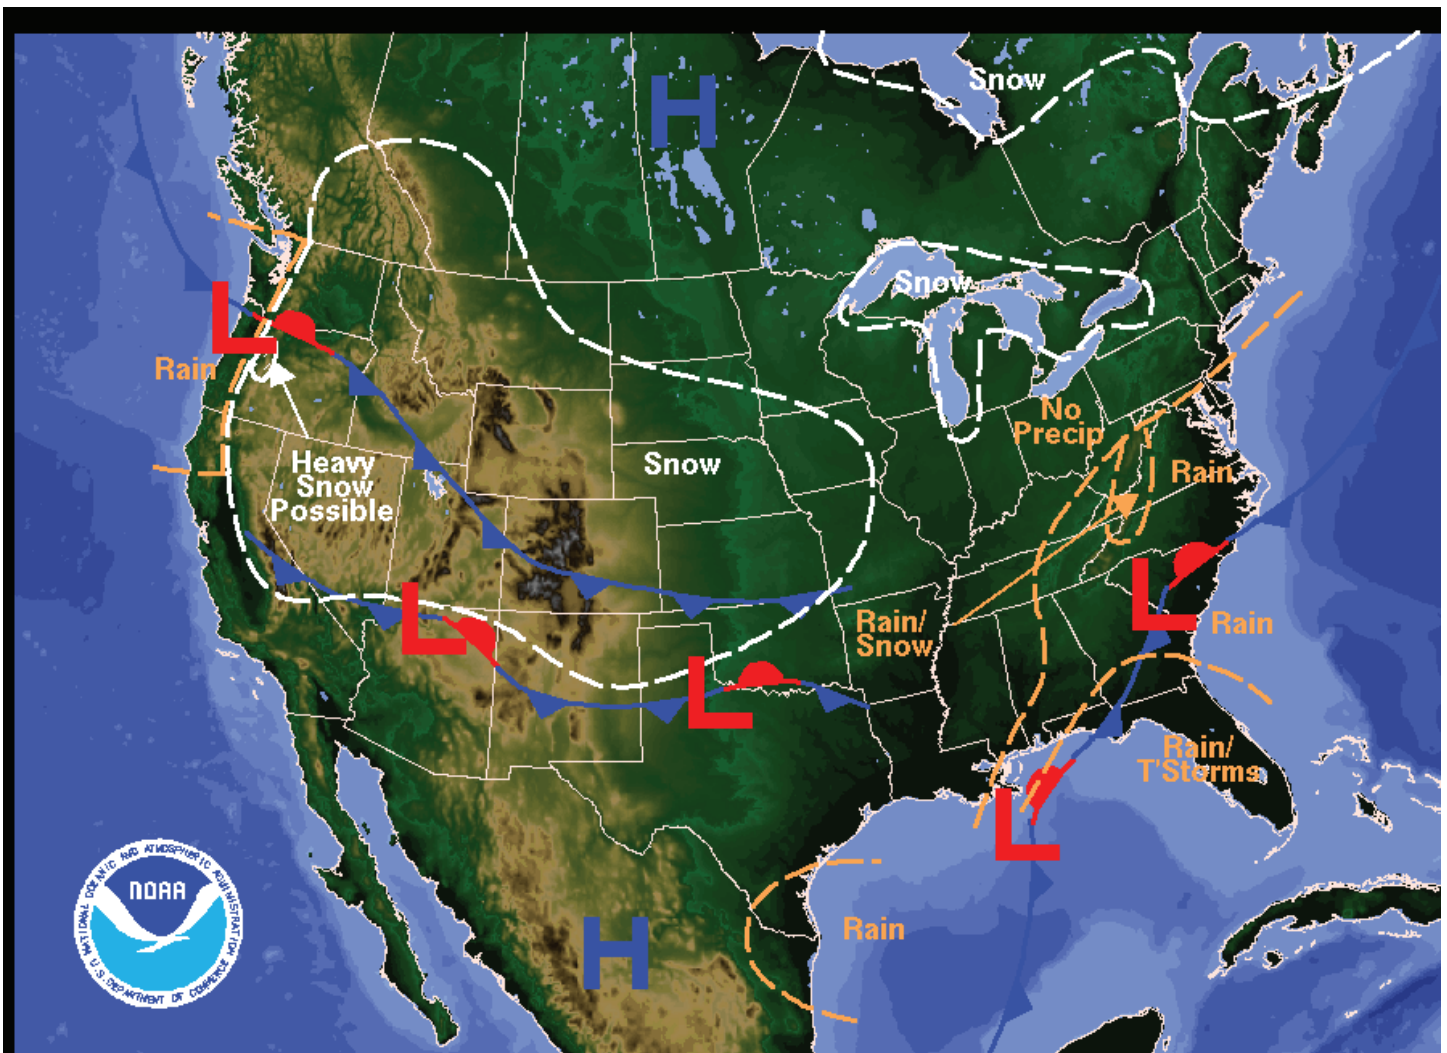 Snow
H
Snow
L
Rain
No
Precip
Heavy
Snow
Possible
Snow
Rain
L
L
Rain/
Snow
Rain
L
Rain/
T'Storms
L
Rain
H
NOAA
NATIONAL OCEANIC AND ATMOSPHERIC ADMINISTRATION
U.S. DEPARTMENT OF COMMERCE